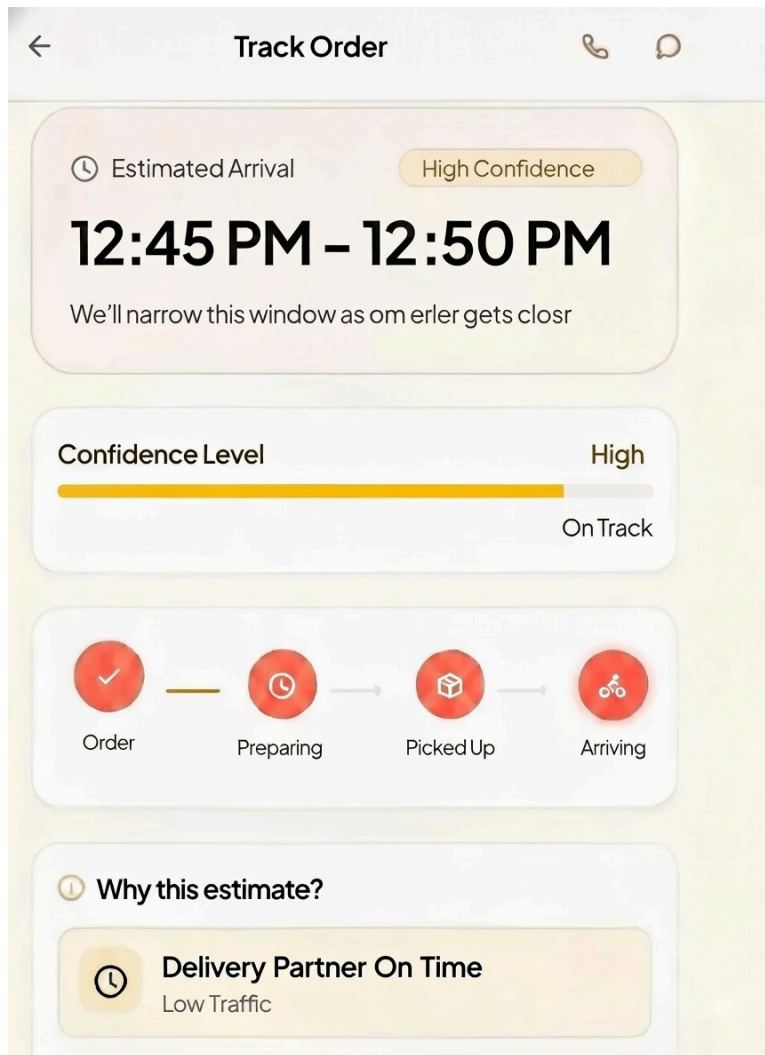 Track Order
Estimated Arrival High Confidence
12:45 PM – 12:50 PM
We’ll narrow this window as om erler gets closr
Confidence Level High
On Track
Order Preparing Picked Up Arriving
Why this estimate?
Delivery Partner On Time
Low Traffic